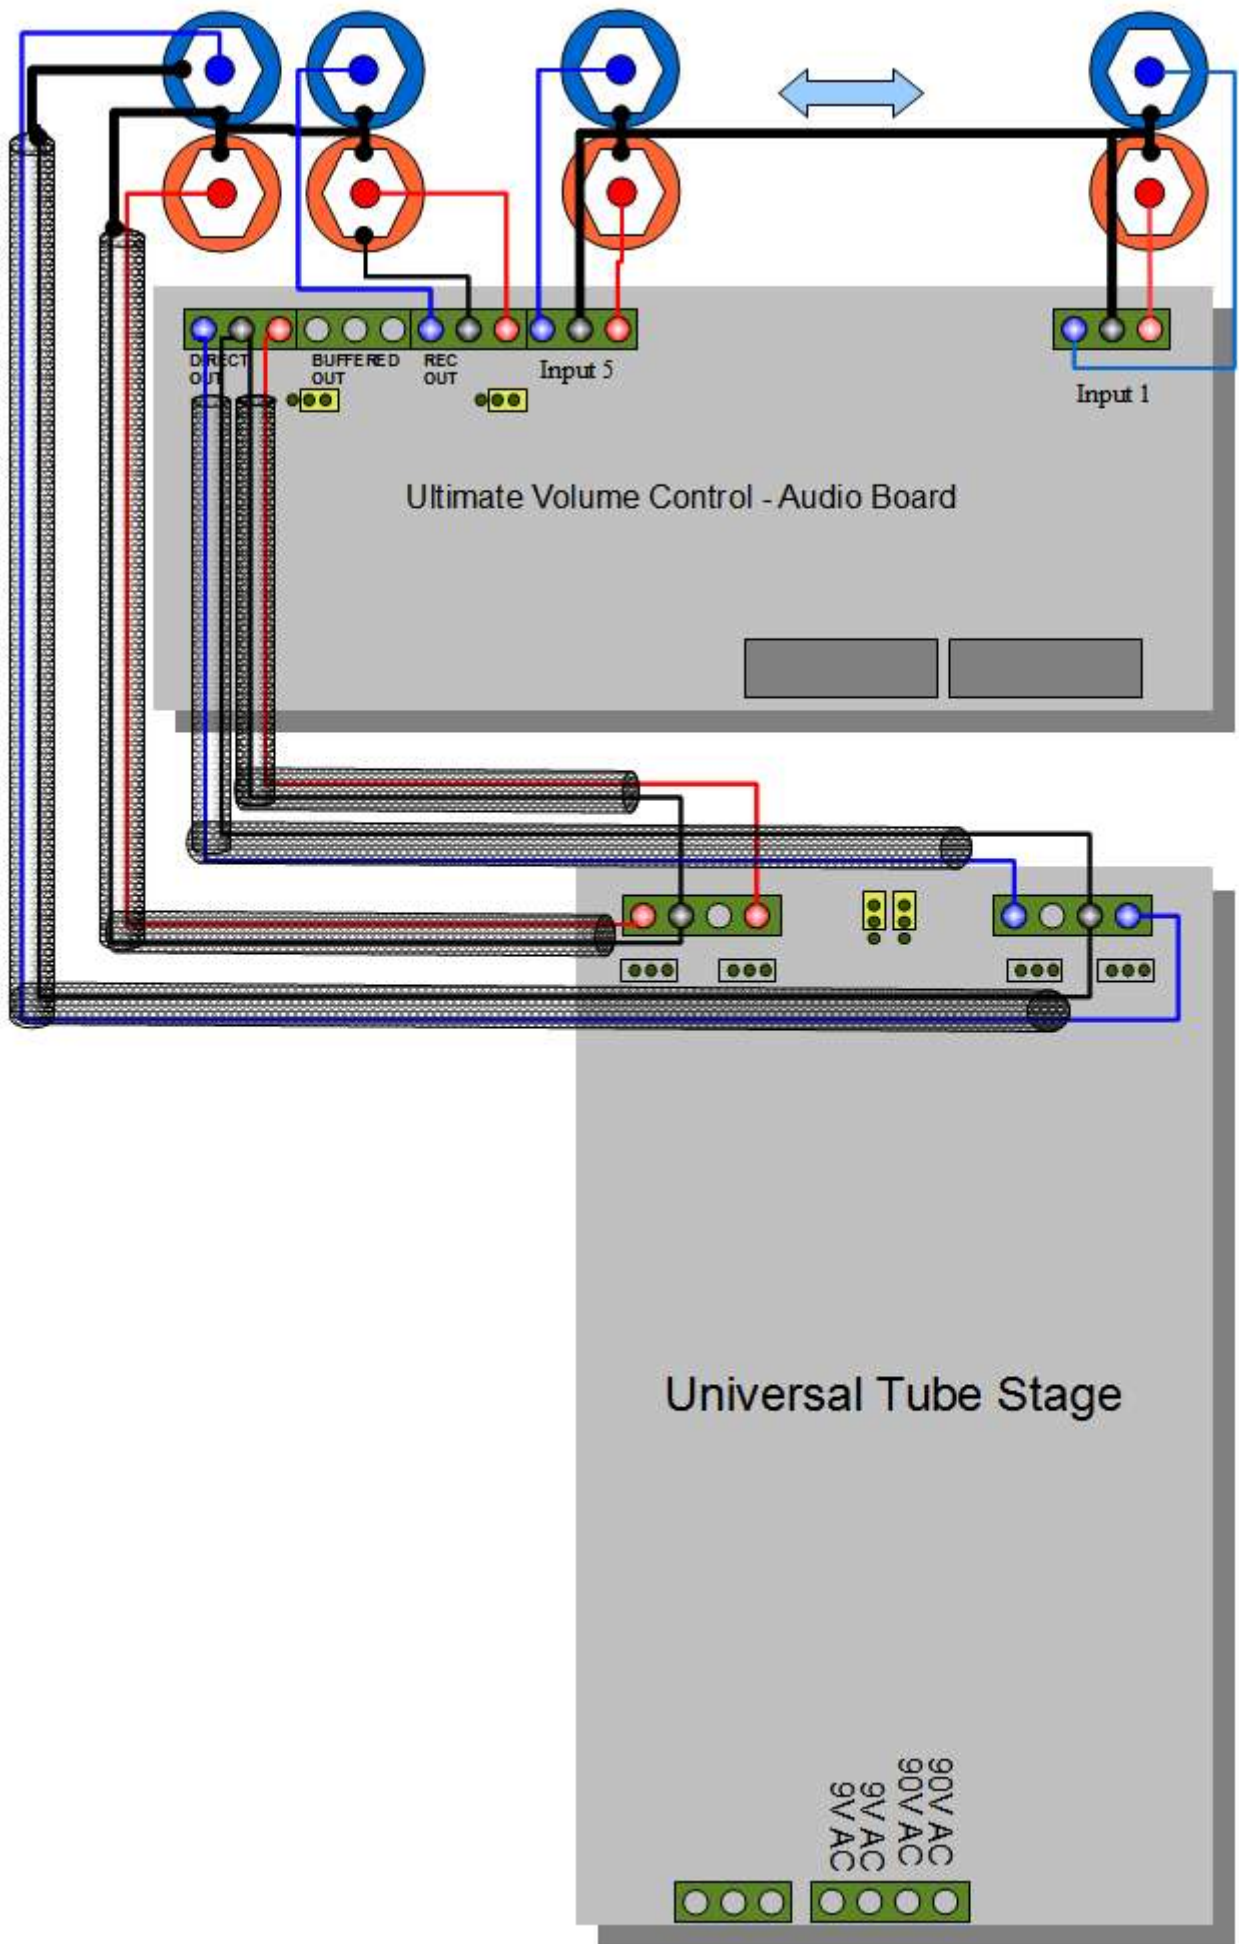 DIRECT
OUT
BUFFERED
OUT
REC
OUT
Input 5
Input 1
Ultimate Volume Control - Audio Board
Universal Tube Stage
9V AC
9V AC
90V AC
90V AC